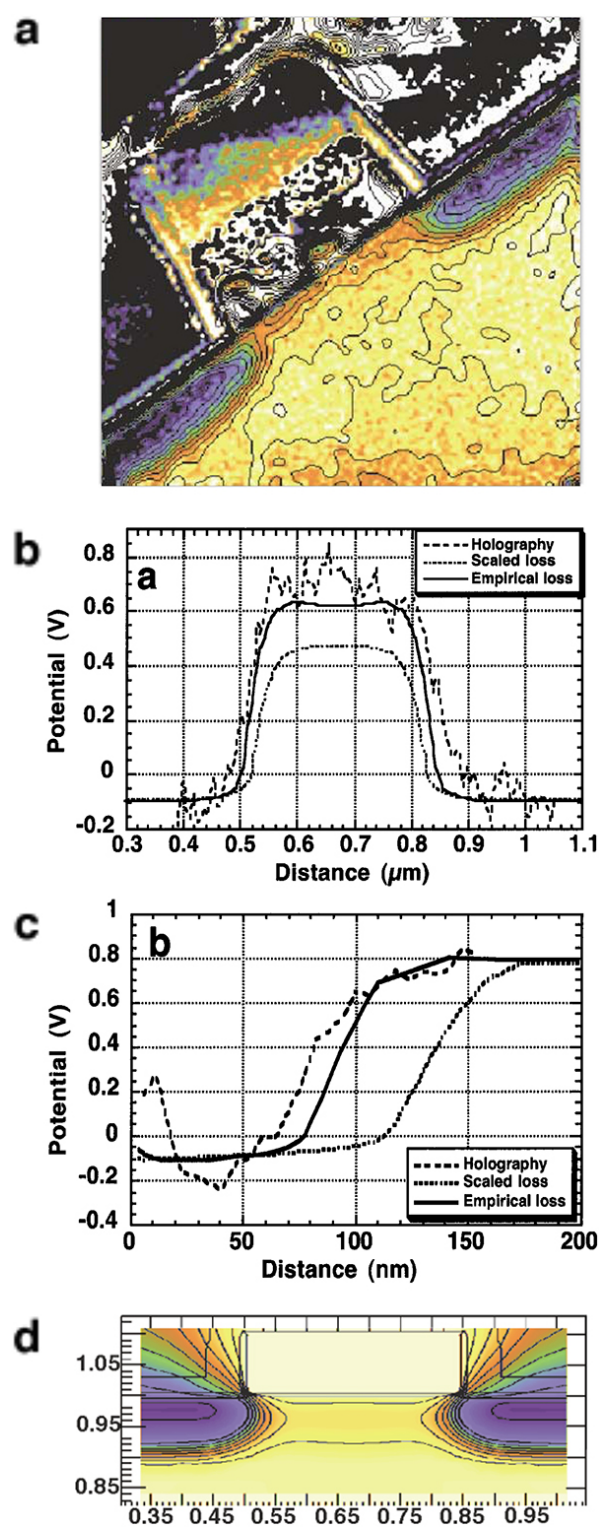 a
b
a
Holography
Scaled loss
Empirical loss
Potential (V)
0.8
0.6
0.4
0.2
0
-0.2
0.3 0.4 0.5 0.6 0.7 0.8 0.9 1 1.1
Distance (µm)
c
b
Potential (V)
1
0.8
0.6
0.4
0.2
0
-0.2
-0.4
Holography
Scaled loss
Empirical loss
0 50 100 150 200
Distance (nm)
d
1.05
0.95
0.85
0.35 0.45 0.55 0.65 0.75 0.85 0.95